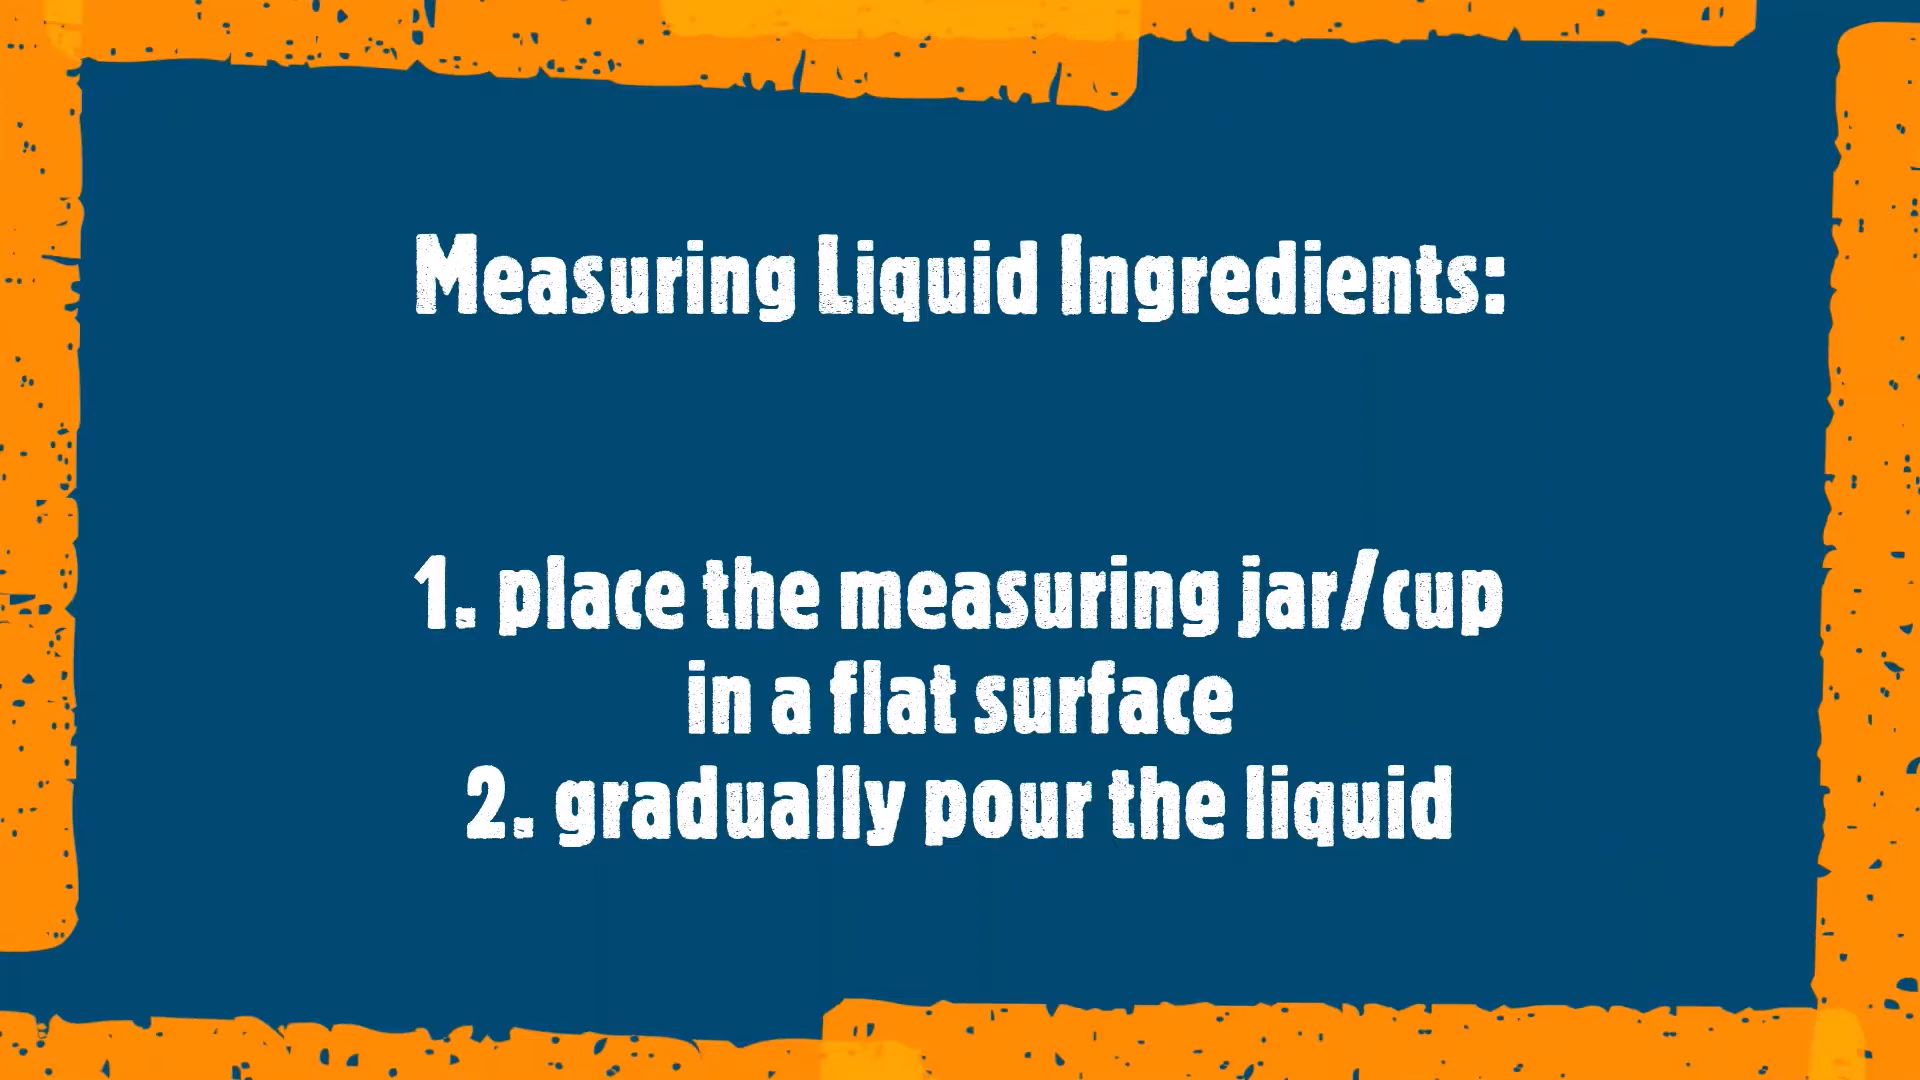 Measuring Liquid Ingredients:
1. place the measuring jar/cup
in a flat surface
2. gradually pour the liquid